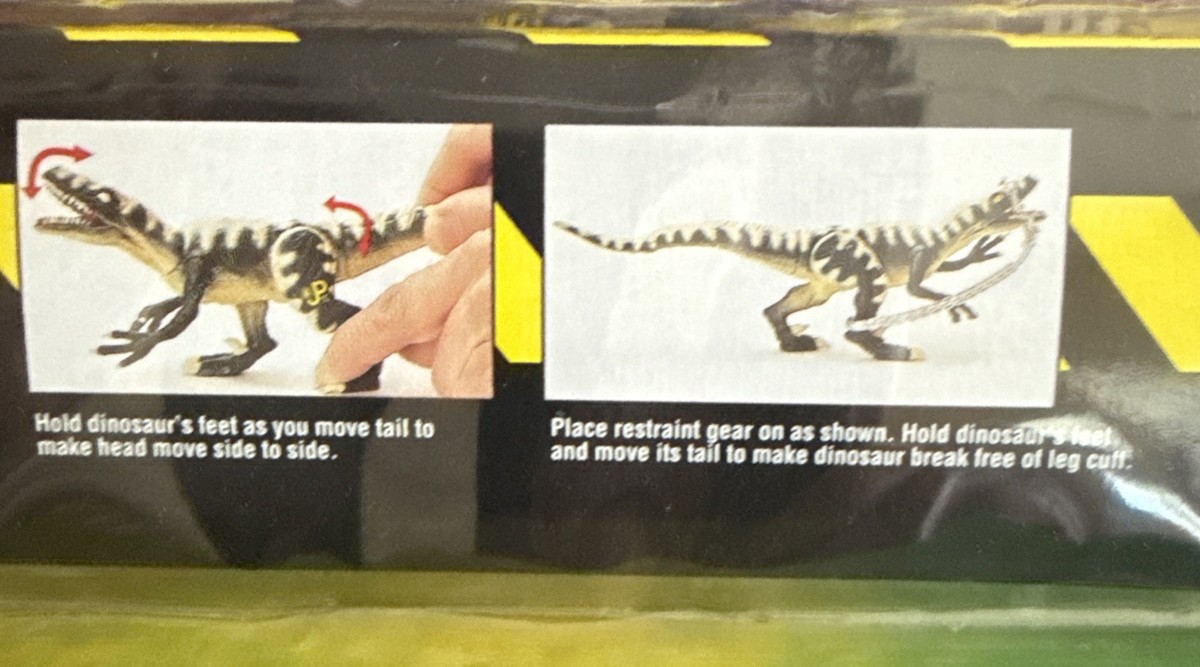 JP
Hold dinosaur's feet as you move tail to
make head move side to side.
Place restraint gear on as shown. Hold dinosaur's feet
and move its tail to make dinosaur break free of leg cuff.